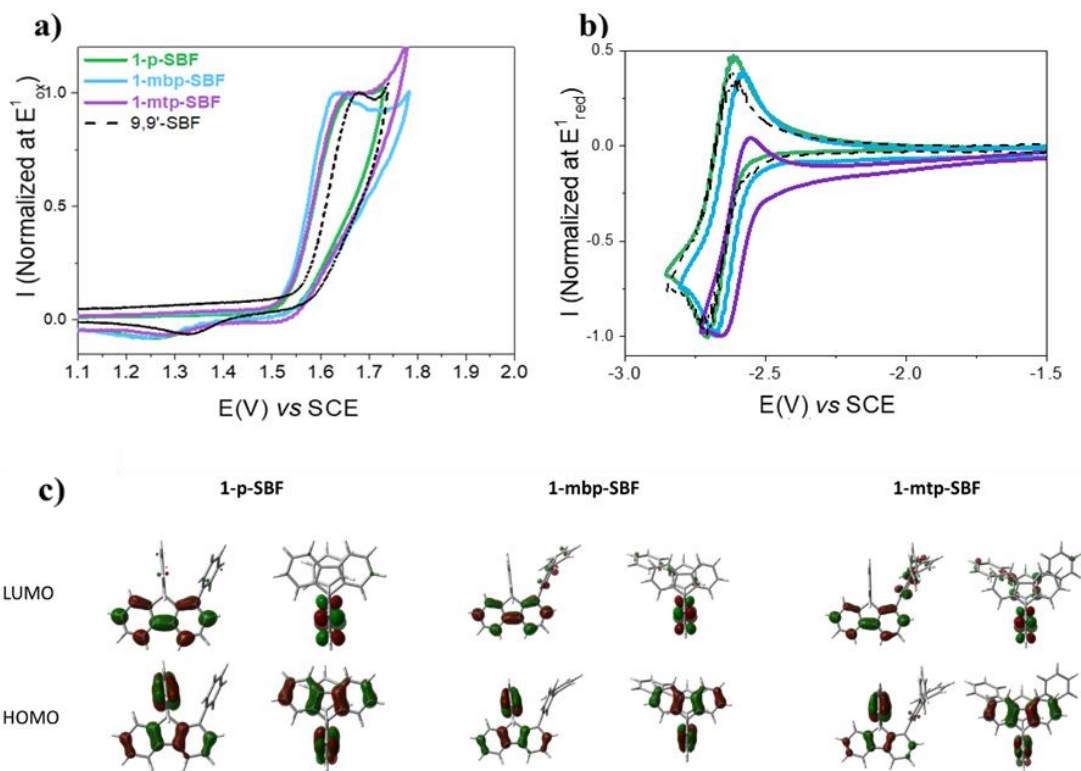 a)
1-p-SBF
1-mbp-SBF
1-mtp-SBF
9,9'-SBF
I (Normalized at E¹ox)
1.0
0.5
0.0
1.1 1.2 1.3 1.4 1.5 1.6 1.7 1.8 1.9 2.0
E(V) vs SCE
b)
I (Normalized at E¹red)
0.5
0.0
-0.5
-1.0
-3.0 -2.5 -2.0 -1.5
E(V) vs SCE
c)
1-p-SBF 1-mbp-SBF 1-mtp-SBF
LUMO
HOMO